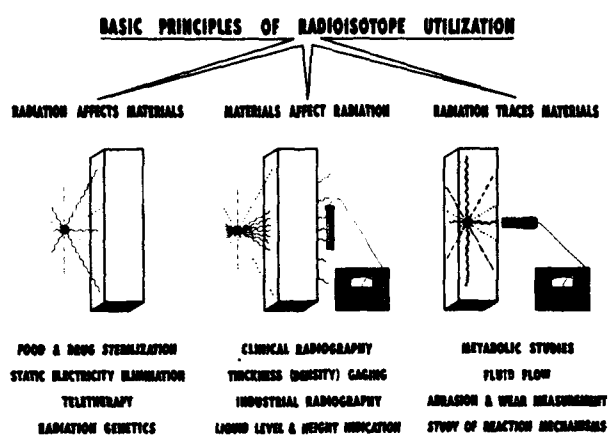 BASIC PRINCIPLES OF RADIOISOTOPE UTILIZATION
RADIATION AFFECTS MATERIALS
MATERIALS AFFECT RADIATION
RADIATION TRACES MATERIALS
FOOD & DRUG STERILIZATION
STATIC ELECTRICITY ELIMINATION
TELETHERAPY
RADIATION GENETICS
CLINICAL RADIOGRAPHY
THICKNESS (DENSITY) GAGING
INDUSTRIAL RADIOGRAPHY
LIQUID LEVEL & HEIGHT INDICATION
METABOLIC STUDIES
FLUID FLOW
ABRASION & WEAR MEASUREMENT
STUDY OF REACTION MECHANISMS